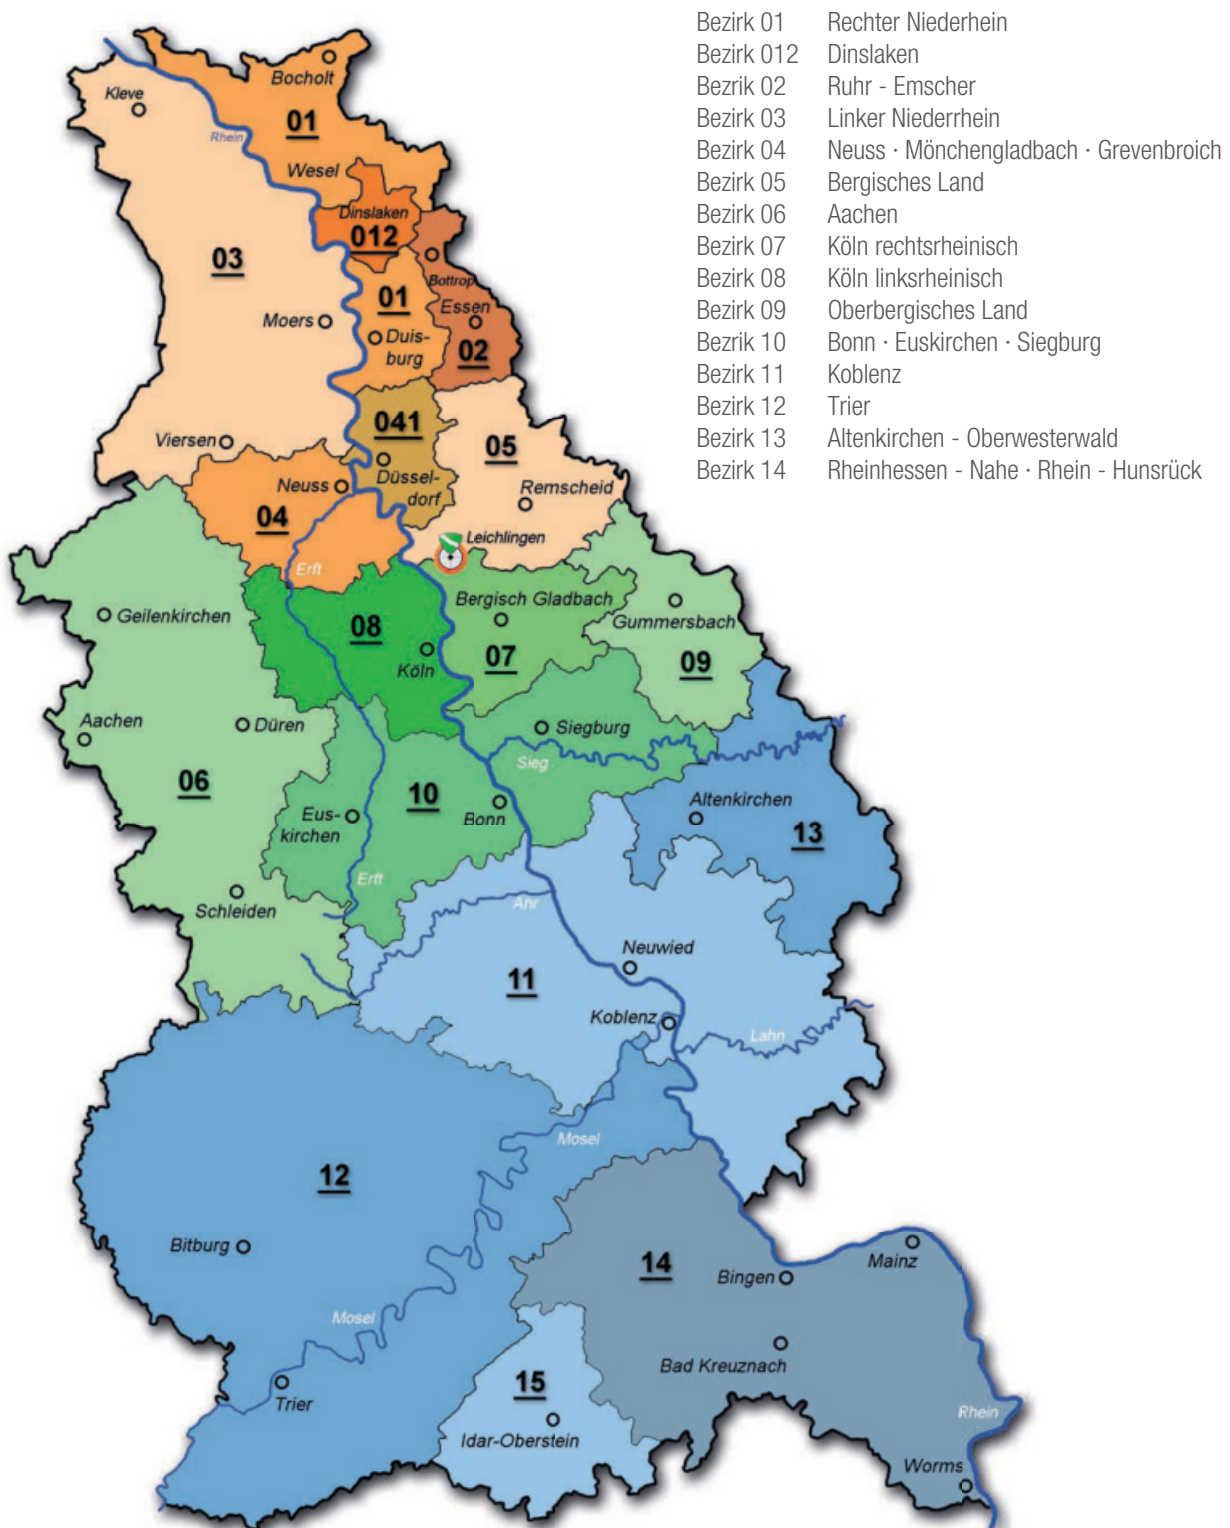 Bezirk 01 Rechter Niederhein
Bezirk 012 Dinslaken
Bezrik 02 Ruhr - Emscher
Bezirk 03 Linker Niederrhein
Bezirk 04 Neuss · Mönchengladbach · Grevenbroich
Bezirk 05 Bergisches Land
Bezirk 06 Aachen
Bezirk 07 Köln rechtsrheinisch
Bezirk 08 Köln linksrheinisch
Bezirk 09 Oberbergisches Land
Bezrik 10 Bonn · Euskirchen · Siegburg
Bezirk 11 Koblenz
Bezirk 12 Trier
Bezirk 13 Altenkirchen - Oberwesterwald
Bezirk 14 Rheinhessen - Nahe · Rhein - Hunsrück
Bocholt
Kleve
01
Rhein
Wesel
Dinslaken
012
03
Bottrop
01
Essen
Moers
Duis-
burg
02
041
Viersen
05
Düssel-
dorf
Neuss
Remscheid
04
Leichlingen
Erft
Bergisch Gladbach
Geilenkirchen
Gummersbach
08
07
09
Köln
Aachen
Düren
Siegburg
Sieg
06
10
Altenkirchen
Eus-
kirchen
Bonn
13
Erft
Ahr
Schleiden
Neuwied
11
Koblenz
Lahn
Mosel
12
Bitburg
14
Mainz
Bingen
Mosel
Bad Kreuznach
15
Trier
Rhein
Idar-Oberstein
Worms